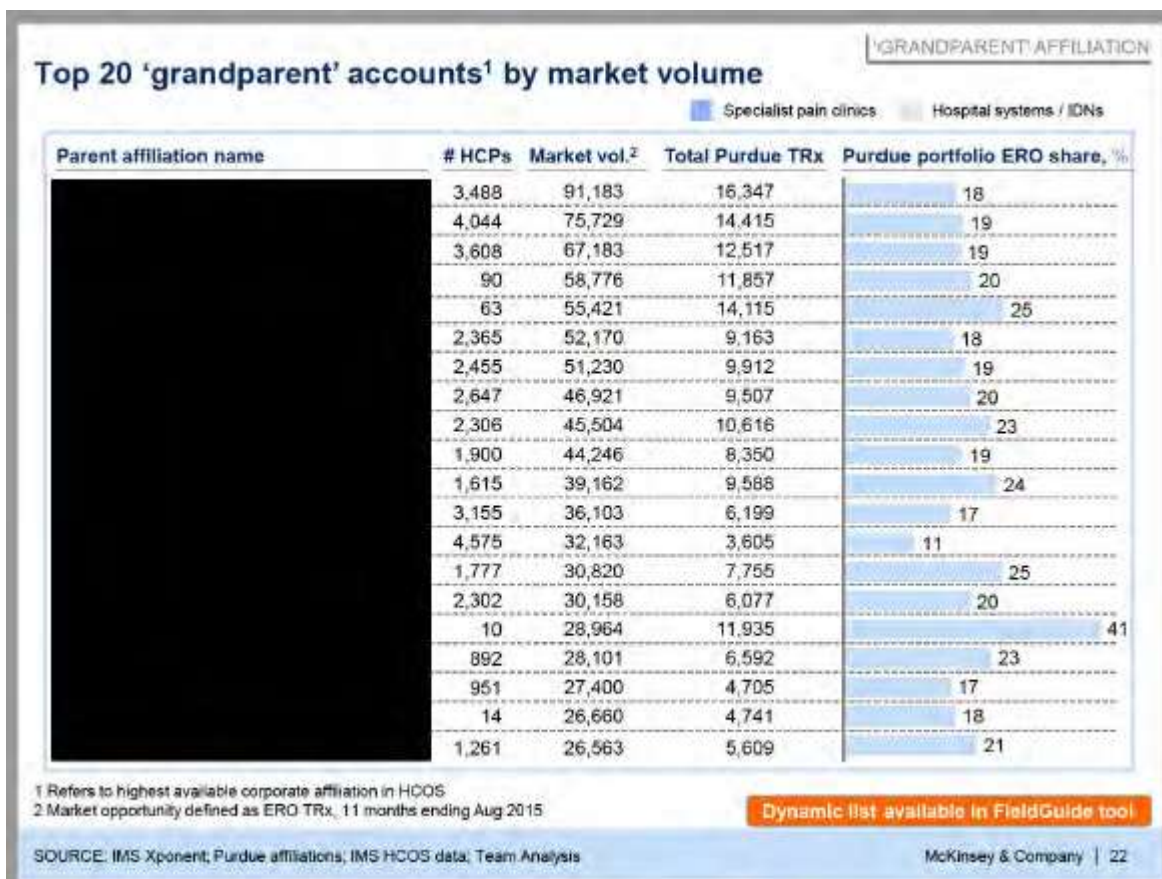 'GRANDPARENT' AFFILIATION
Top 20 'grandparent' accounts1 by market volume
Specialist pain clinics Hospital systems / IDNs
Parent affiliation name # HCPs Market vol.2 Total Purdue TRx Purdue portfolio ERO share, %
3,488 91,183 16,347 18
4,044 75,729 14,415 19
3,608 67,183 12,517 19
90 58,776 11,857 20
63 55,421 14,115 25
2,365 52,170 9,163 18
2,455 51,230 9,912 19
2,647 46,921 9,507 20
2,306 45,504 10,616 23
1,900 44,246 8,350 19
1,615 39,162 9,588 24
3,155 36,103 6,199 17
4,575 32,163 3,605 11
1,777 30,820 7,755 25
2,302 30,158 6,077 20
10 28,964 11,935 41
892 28,101 6,592 23
951 27,400 4,705 17
14 26,660 4,741 18
1,261 26,563 5,609 21
1 Refers to highest available corporate affiliation in HCOS
2 Market opportunity defined as ERO TRx, 11 months ending Aug 2015
Dynamic list available in FieldGuide tool
SOURCE: IMS Xponent; Purdue affiliations; IMS HCOS data; Team Analysis
McKinsey & Company | 22